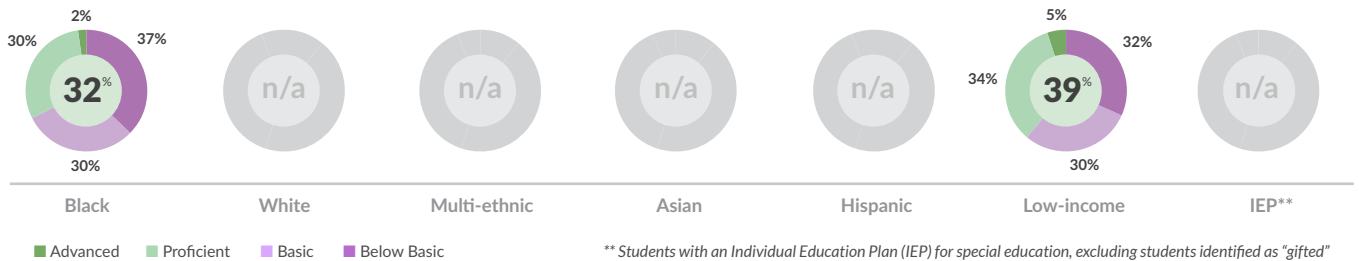 2%
5%
30%
37%
32%
34%
32%
n/a
n/a
n/a
n/a
39%
n/a
30%
30%
Black
White
Multi-ethnic
Asian
Hispanic
Low-income
IEP**
Advanced
Proficient
Basic
Below Basic
** Students with an Individual Education Plan (IEP) for special education, excluding students identified as “gifted”